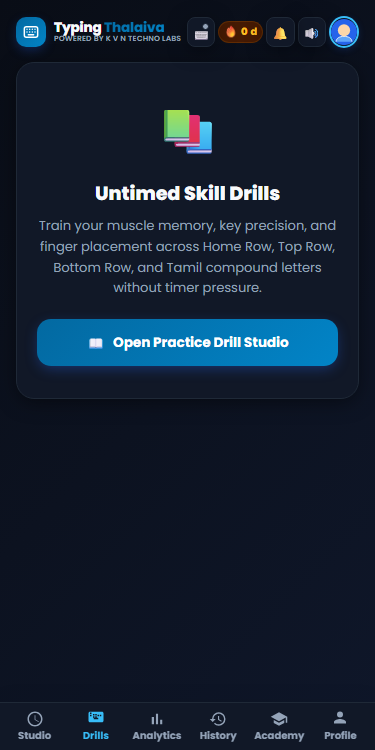 Typing Thalaiva
POWERED BY K V N TECHNO LABS
0 d
Untimed Skill Drills
Train your muscle memory, key precision, and
finger placement across Home Row, Top Row,
Bottom Row, and Tamil compound letters
without timer pressure.
Open Practice Drill Studio
Studio
Drills
Analytics
History
Academy
Profile